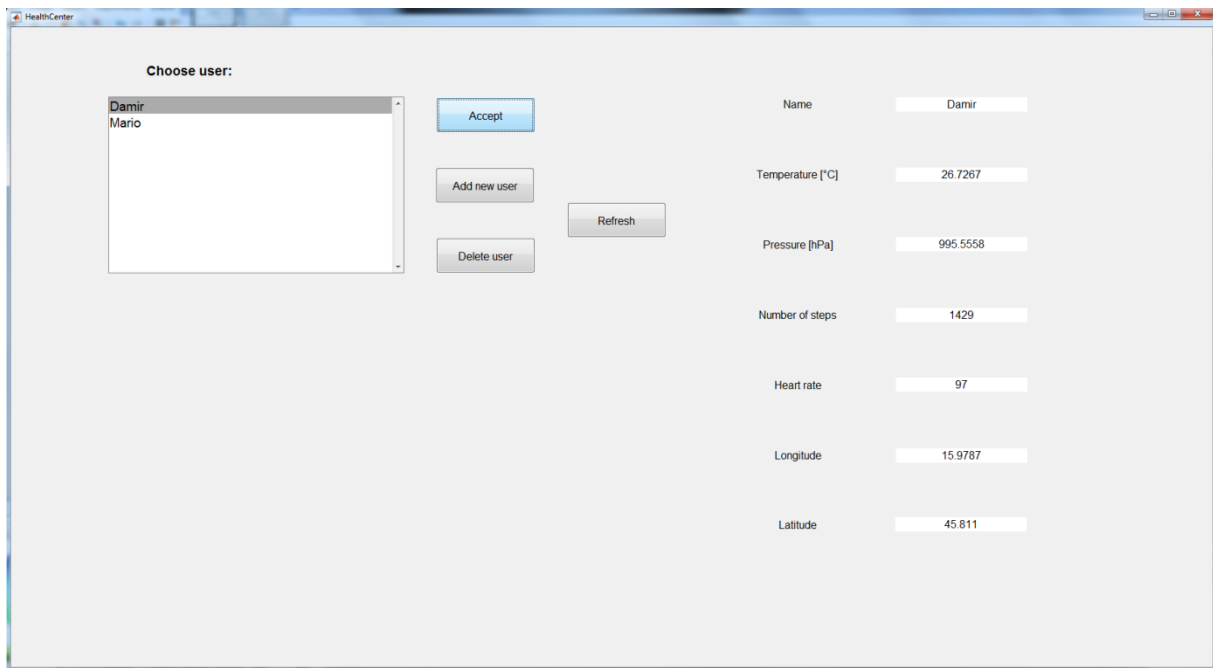 HealthCenter
Choose user:
Damir
Mario
Accept
Add new user
Delete user
Refresh
Name Damir
Temperature [°C] 26.7267
Pressure [hPa] 995.5558
Number of steps 1429
Heart rate 97
Longitude 15.9787
Latitude 45.811